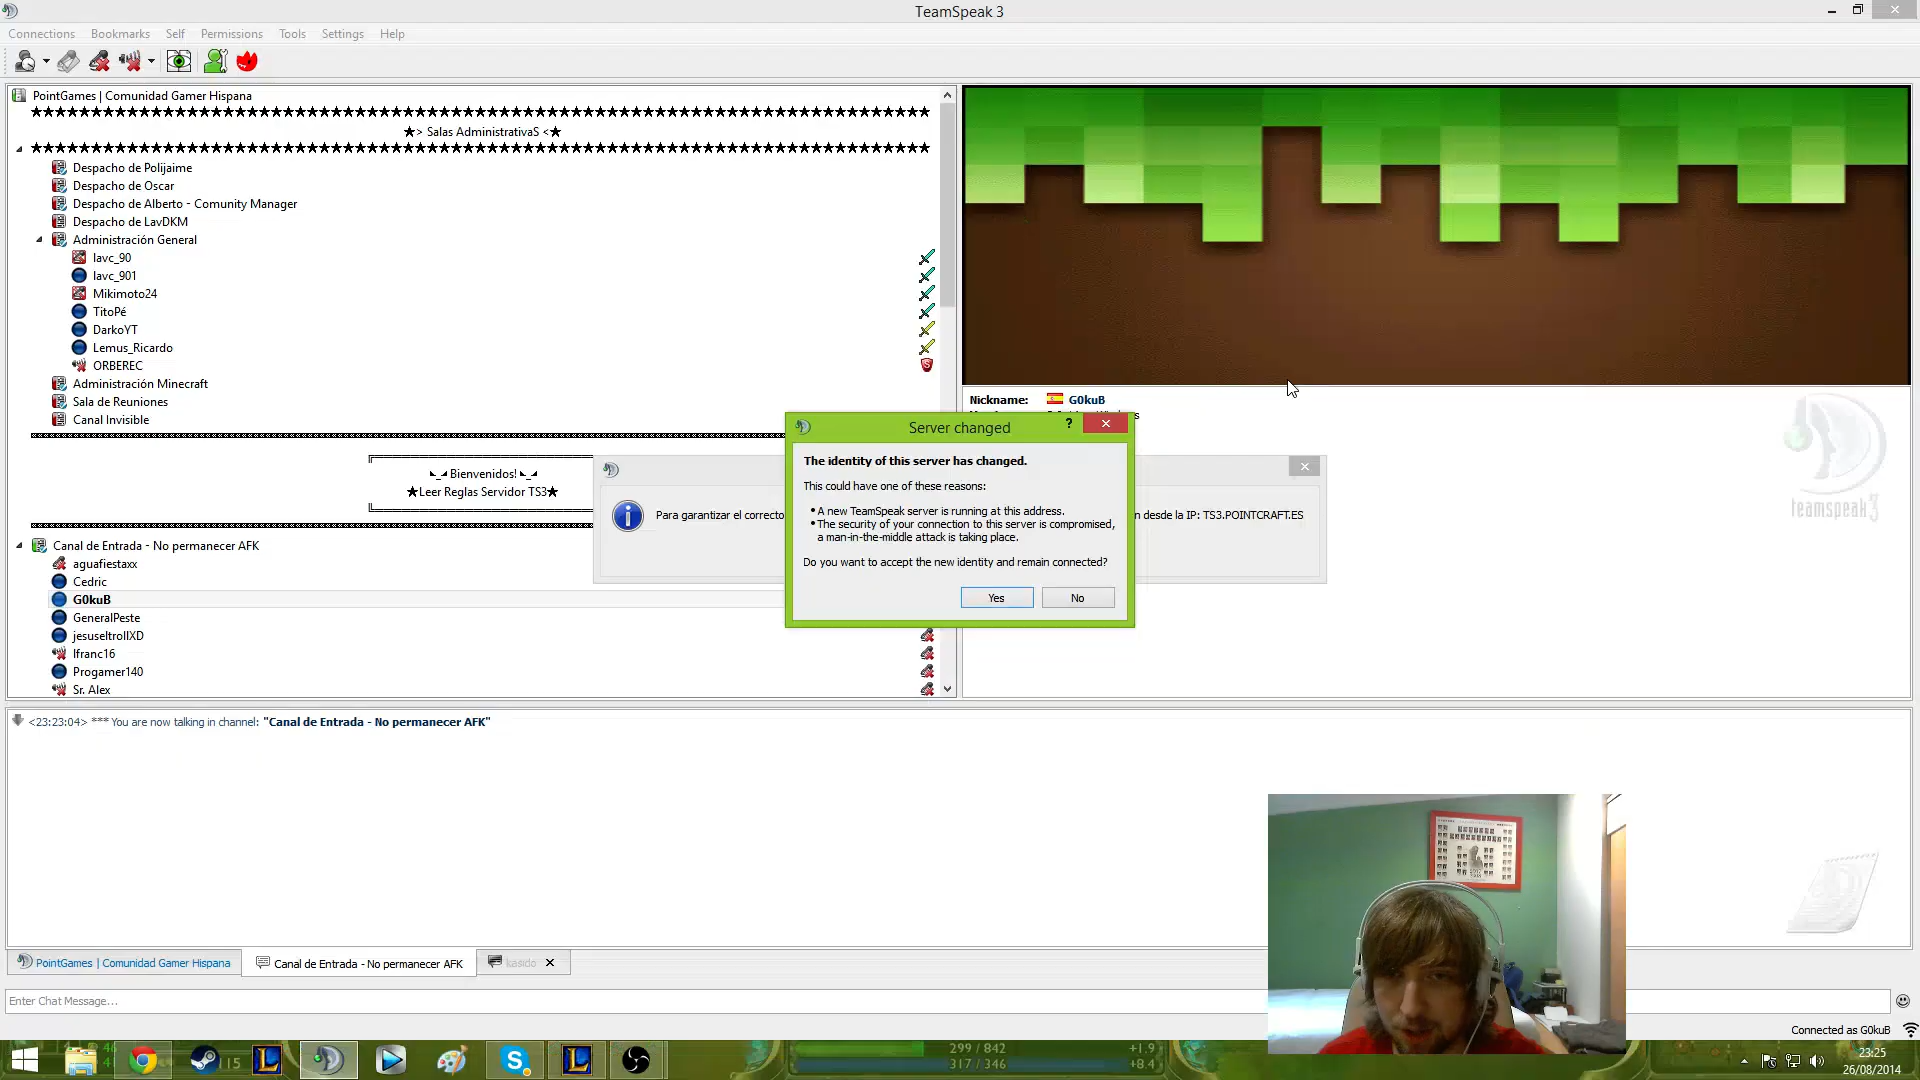 TeamSpeak 3
Connections Bookmarks Self Permissions Tools Settings Help
PointGames | Comunidad Gamer Hispana
★★★★★★★★★★★★★★★★★★★★★★★★★★★★★★★★★★★★★★★★★★★★★★★★★★★★★★★★★★★★★★★★★★★★★★★★★★★
★> Salas AdministrativaS <★
★★★★★★★★★★★★★★★★★★★★★★★★★★★★★★★★★★★★★★★★★★★★★★★★★★★★★★★★★★★★★★★★★★★★★★★★★★★
Despacho de Polijaime
Despacho de Oscar
Despacho de Alberto - Comunity Manager
Despacho de LavDKM
Administración General
lavc_90
lavc_901
Mikimoto24
TitoPé
DarkoYT
Lemus_Ricardo
ORBEREC
Administración Minecraft
Sala de Reuniones
Canal Invisible
Bienvenidos!
★Leer Reglas Servidor TS3★
Canal de Entrada - No permanecer AFK
aguafiestaxx
Cedric
G0kuB
GeneralPeste
jesuseltrollXD
lfranc16
Progamer140
Sr. Alex
Nickname: G0kuB
teamspeak3
Para garantizar el correcto
n desde la IP: TS3.POINTCRAFT.ES
Server changed
The identity of this server has changed.
This could have one of these reasons:
• A new TeamSpeak server is running at this address.
• The security of your connection to this server is compromised,
a man-in-the-middle attack is taking place.
Do you want to accept the new identity and remain connected?
Yes No
<23:23:04> *** You are now talking in channel: "Canal de Entrada - No permanecer AFK"
PointGames | Comunidad Gamer Hispana
Canal de Entrada - No permanecer AFK
kasido
Enter Chat Message...
Connected as G0kuB
46
41
15
299 / 842
+1.9
317 / 346
+8.4
23:25
26/08/2014